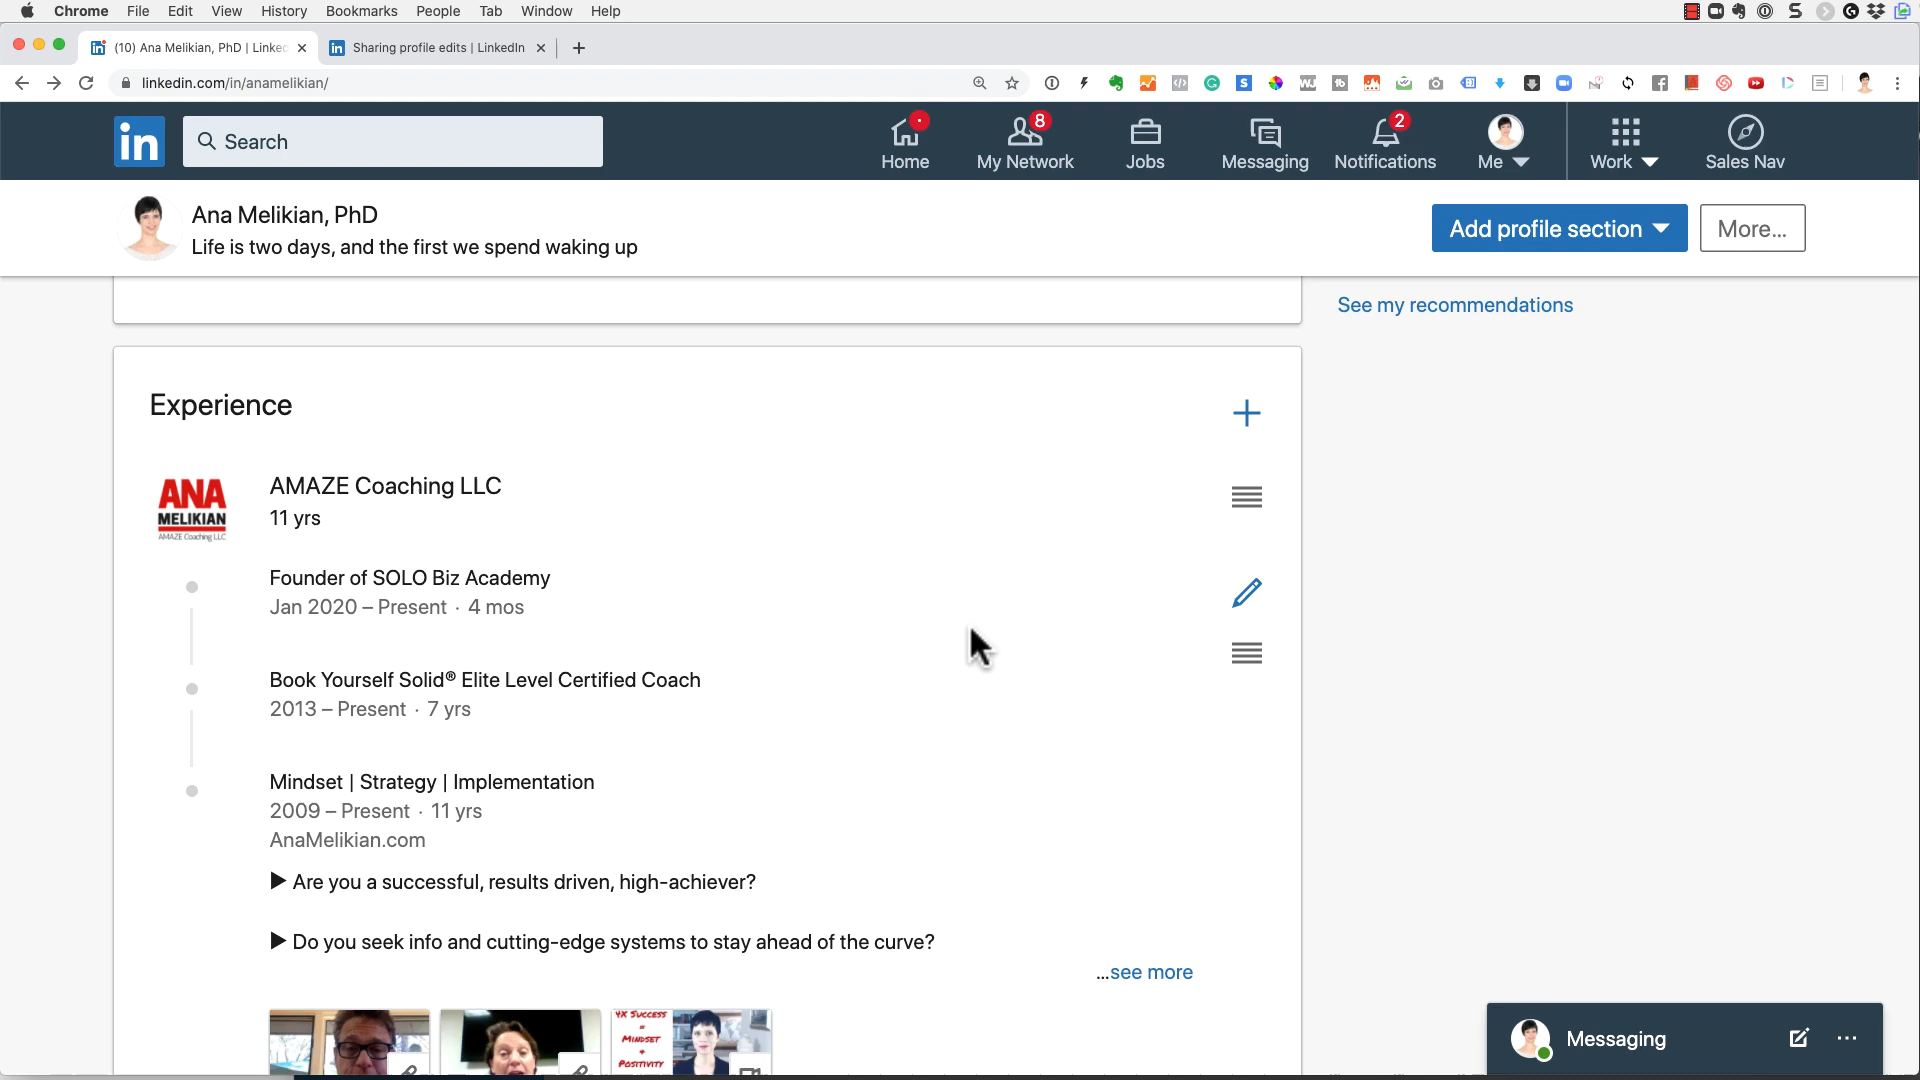 Chrome File Edit View History Bookmarks People Tab Window Help
(10) Ana Melikian, PhD | Linke
Sharing profile edits | LinkedIn
linkedin.com/in/anamelikian/
in
Search
Home
8
My Network
Jobs
Messaging
2
Notifications
Me
Work
Sales Nav
Ana Melikian, PhD
Life is two days, and the first we spend waking up
Add profile section
More...
See my recommendations
Experience
ANA
MELIKIAN
AMAZE Coaching LLC
AMAZE Coaching LLC
11 yrs
Founder of SOLO Biz Academy
Jan 2020 – Present · 4 mos
Book Yourself Solid® Elite Level Certified Coach
2013 – Present · 7 yrs
Mindset | Strategy | Implementation
2009 – Present · 11 yrs
AnaMelikian.com
▶ Are you a successful, results driven, high-achiever?
▶ Do you seek info and cutting-edge systems to stay ahead of the curve?
...see more
4X SUCCESS
=
MINDSET
+
POSITIVITY
Messaging